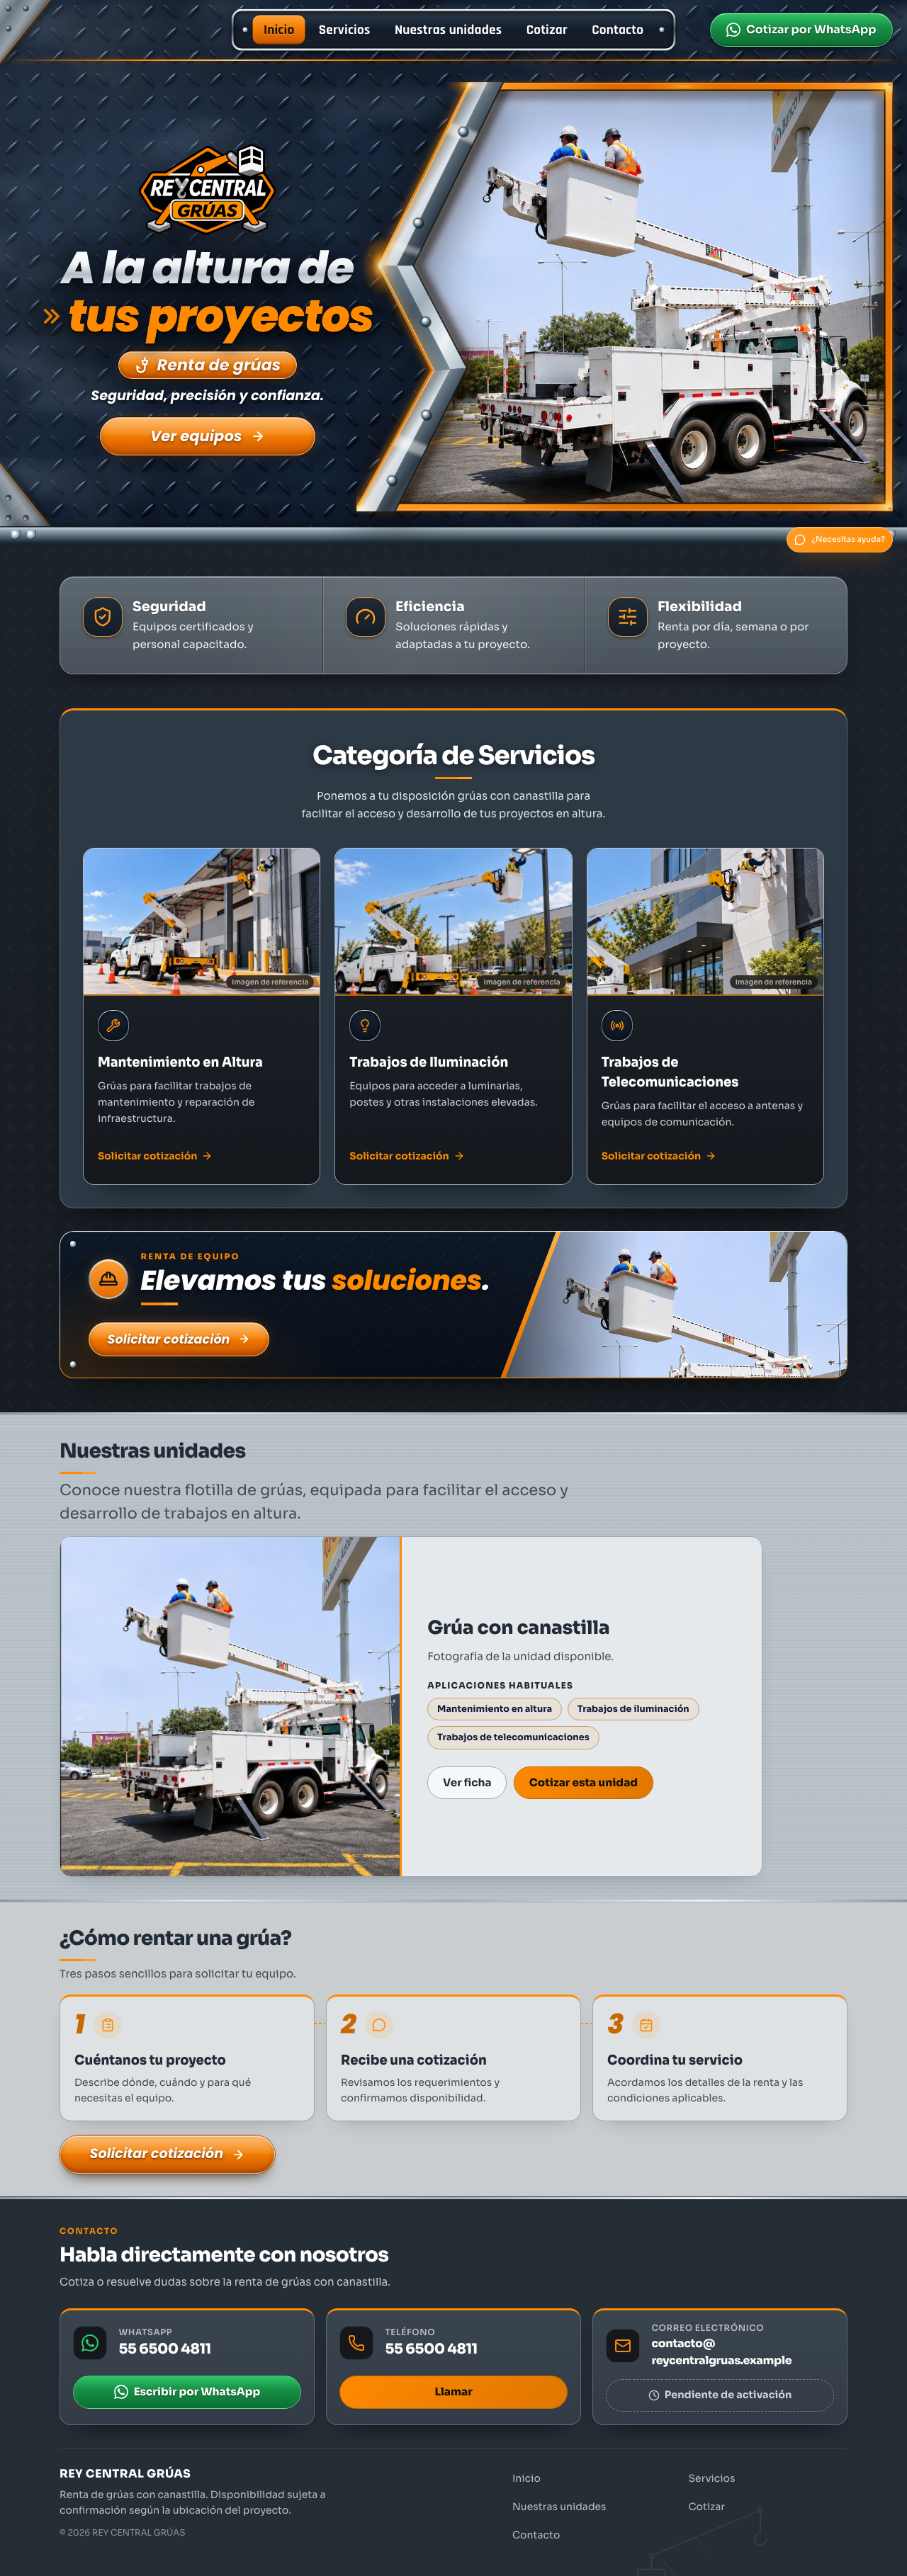 Inicio
Servicios
Nuestras unidades
Cotizar
Contacto
Cotizar por WhatsApp
REY CENTRAL
GRÚAS
A la altura de
tus proyectos
Renta de grúas
Seguridad, precisión y confianza.
Ver equipos
¿Necesitas ayuda?
Seguridad
Equipos certificados y
personal capacitado.
Eficiencia
Soluciones rápidas y
adaptadas a tu proyecto.
Flexibilidad
Renta por día, semana o por
proyecto.
Categoría de Servicios
Ponemos a tu disposición grúas con canastilla para
facilitar el acceso y desarrollo de tus proyectos en altura.
Imagen de referencia
Mantenimiento en Altura
Grúas para facilitar trabajos de
mantenimiento y reparación de
infraestructura.
Solicitar cotización
Imagen de referencia
Trabajos de Iluminación
Equipos para acceder a luminarias,
postes y otras instalaciones elevadas.
Solicitar cotización
Imagen de referencia
Trabajos de
Telecomunicaciones
Grúas para facilitar el acceso a antenas y
equipos de comunicación.
Solicitar cotización
RENTA DE EQUIPO
Elevamos tus soluciones.
Solicitar cotización
Nuestras unidades
Conoce nuestra flotilla de grúas, equipada para facilitar el acceso y
desarrollo de trabajos en altura.
Grúa con canastilla
Fotografía de la unidad disponible.
APLICACIONES HABITUALES
Mantenimiento en altura
Trabajos de iluminación
Trabajos de telecomunicaciones
Ver ficha
Cotizar esta unidad
¿Cómo rentar una grúa?
Tres pasos sencillos para solicitar tu equipo.
1
Cuéntanos tu proyecto
Describe dónde, cuándo y para qué
necesitas el equipo.
2
Recibe una cotización
Revisamos los requerimientos y
confirmamos disponibilidad.
3
Coordina tu servicio
Acordamos los detalles de la renta y las
condiciones aplicables.
Solicitar cotización
CONTACTO
Habla directamente con nosotros
Cotiza o resuelve dudas sobre la renta de grúas con canastilla.
WHATSAPP
55 6500 4811
Escribir por WhatsApp
TELÉFONO
55 6500 4811
Llamar
CORREO ELECTRÓNICO
contacto@
reycentralgruas.example
Pendiente de activación
REY CENTRAL GRÚAS
Renta de grúas con canastilla. Disponibilidad sujeta a
confirmación según la ubicación del proyecto.
© 2026 REY CENTRAL GRÚAS
Inicio
Servicios
Nuestras unidades
Cotizar
Contacto